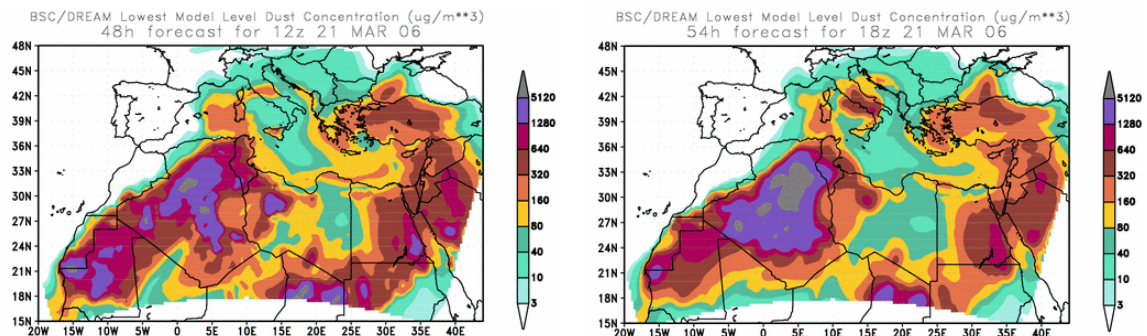 BSC/DREAM Lowest Model Level Dust Concentration (ug/m**3)
48h forecast for 12z 21 MAR 06
48N
45N
42N
39N
36N
33N
30N
27N
24N
21N
18N
15N
20W 15W 10W 5W 0 5E 10E 15E 20E 25E 30E 35E 40E
5120
1280
640
320
160
80
40
10
3
BSC/DREAM Lowest Model Level Dust Concentration (ug/m**3)
54h forecast for 18z 21 MAR 06
48N
45N
42N
39N
36N
33N
30N
27N
24N
21N
18N
15N
20W 15W 10W 5W 0 5E 10E 15E 20E 25E 30E 35E 40E
5120
1280
640
320
160
80
40
10
3